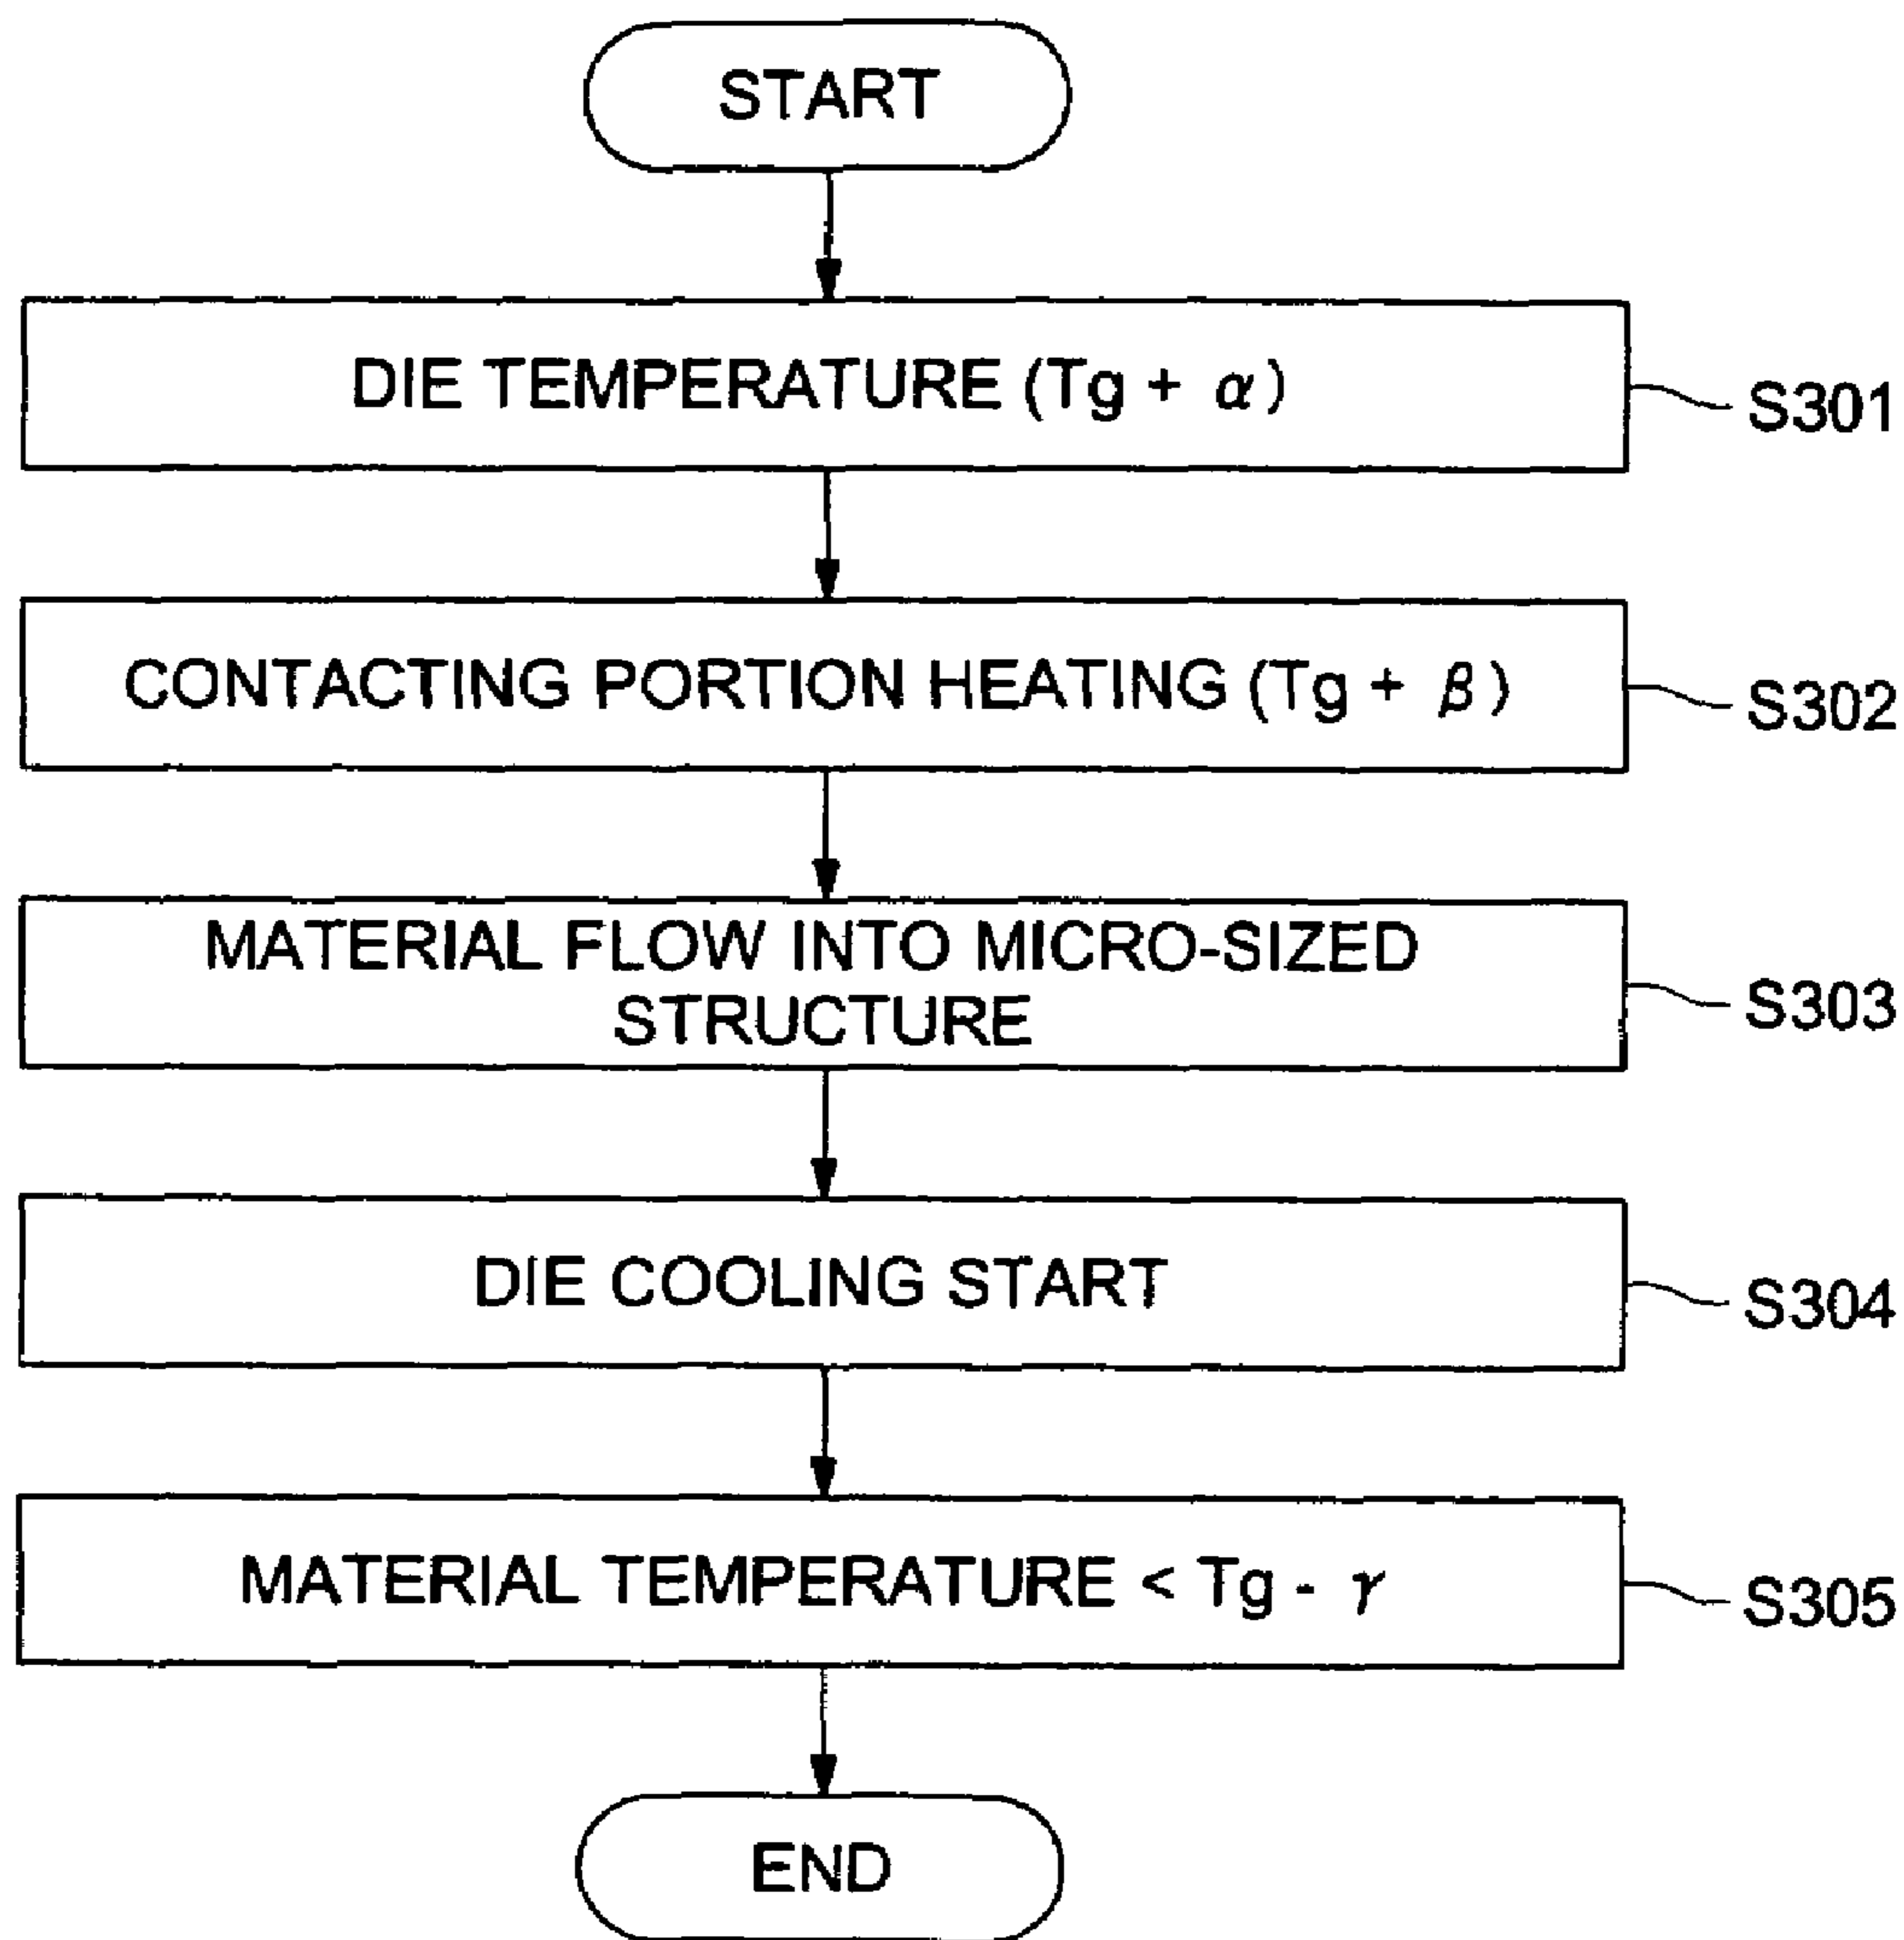 START
DIE TEMPERATURE (Tg + α)
S301
CONTACTING PORTION HEATING (Tg + β)
S302
MATERIAL FLOW INTO MICRO-SIZED
STRUCTURE
S303
DIE COOLING START
S304
MATERIAL TEMPERATURE < Tg - γ
S305
END